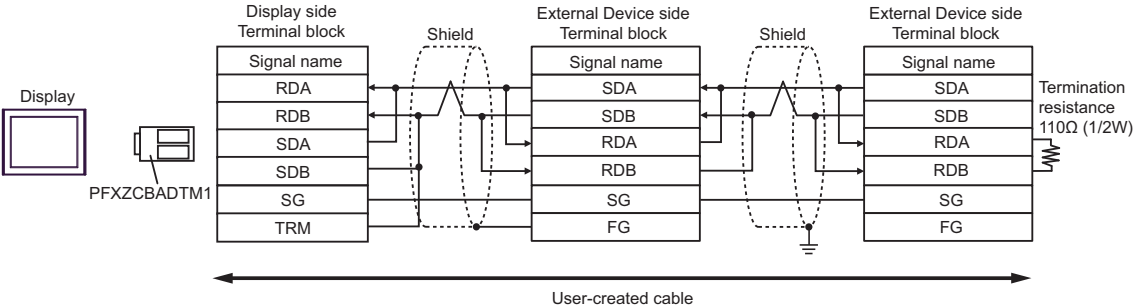 Display
PFXZCBADTM1
Display side
Terminal block
Signal name
RDA
RDB
SDA
SDB
SG
TRM
Shield
External Device side
Terminal block
Signal name
SDA
SDB
RDA
RDB
SG
FG
Shield
External Device side
Terminal block
Signal name
SDA
SDB
RDA
RDB
SG
FG
Termination
resistance
110Ω (1/2W)
User-created cable